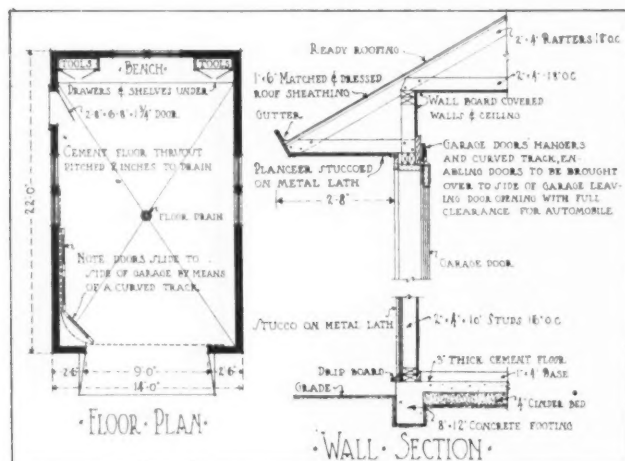 TOOLS
BENCH
TOOLS
DRAWERS & SHELVES UNDER
2'-8"·6'-8"·1¾" DOOR
CEMENT FLOOR THRUOUT
PITCHED 2 INCHES TO DRAIN
FLOOR DRAIN
22'-0"
NOTE DOORS SLIDE TO
SIDE OF GARAGE BY MEANS
OF A CURVED TRACK
2'6"
9'-0"
2'6"
14'-0"
·FLOOR·PLAN·
READY ROOFING
1"·6" MATCHED & DRESSED
ROOF SHEATHING
GUTTER
2"·4" RAFTERS 18" O.C
2"·4"·18" O.C
WALL BOARD COVERED
WALLS & CEILING
PLANCEER STUCCOED
ON METAL LATH
2'-8"
GARAGE DOORS HANGERS
AND CURVED TRACK, EN-
ABLING DOORS TO BE BROUGHT
OVER TO SIDE OF GARAGE LEAV-
ING DOOR OPENING WITH FULL
CLEARANCE FOR AUTOMOBILE
GARAGE DOOR
STUCCO ON METAL LATH
2"·4"·10' STUDS 16" O.C
DRIP BOARD
3" THICK CEMENT FLOOR
1"·4" BASE
GRADE
4" CINDER BED
8"·12" CONCRETE FOOTING
·WALL·SECTION·